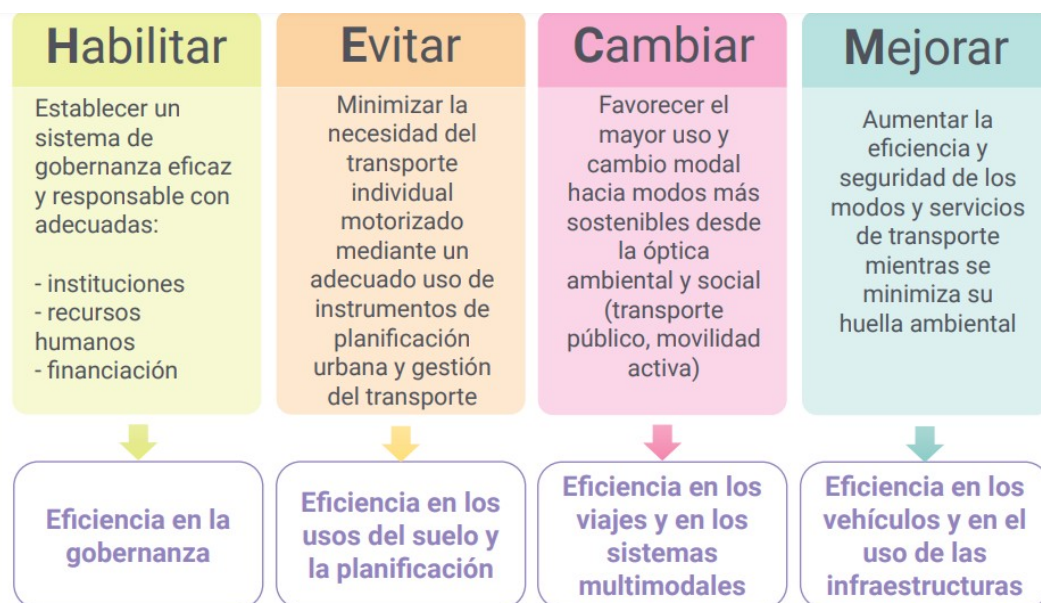 Habilitar
Establecer un
sistema de
gobernanza eficaz
y responsable con
adecuadas:
- instituciones
- recursos
humanos
- financiación
Eficiencia en la
gobernanza
Evitar
Minimizar la
necesidad del
transporte
individual
motorizado
mediante un
adecuado uso de
instrumentos de
planificación
urbana y gestión
del transporte
Eficiencia en los
usos del suelo y
la planificación
Cambiar
Favorecer el
mayor uso y
cambio modal
hacia modos más
sostenibles desde
la óptica
ambiental y social
(transporte
público, movilidad
activa)
Eficiencia en los
viajes y en los
sistemas
multimodales
Mejorar
Aumentar la
eficiencia y
seguridad de los
modos y servicios
de transporte
mientras se
minimiza su
huella ambiental
Eficiencia en los
vehículos y en el
uso de las
infraestructuras